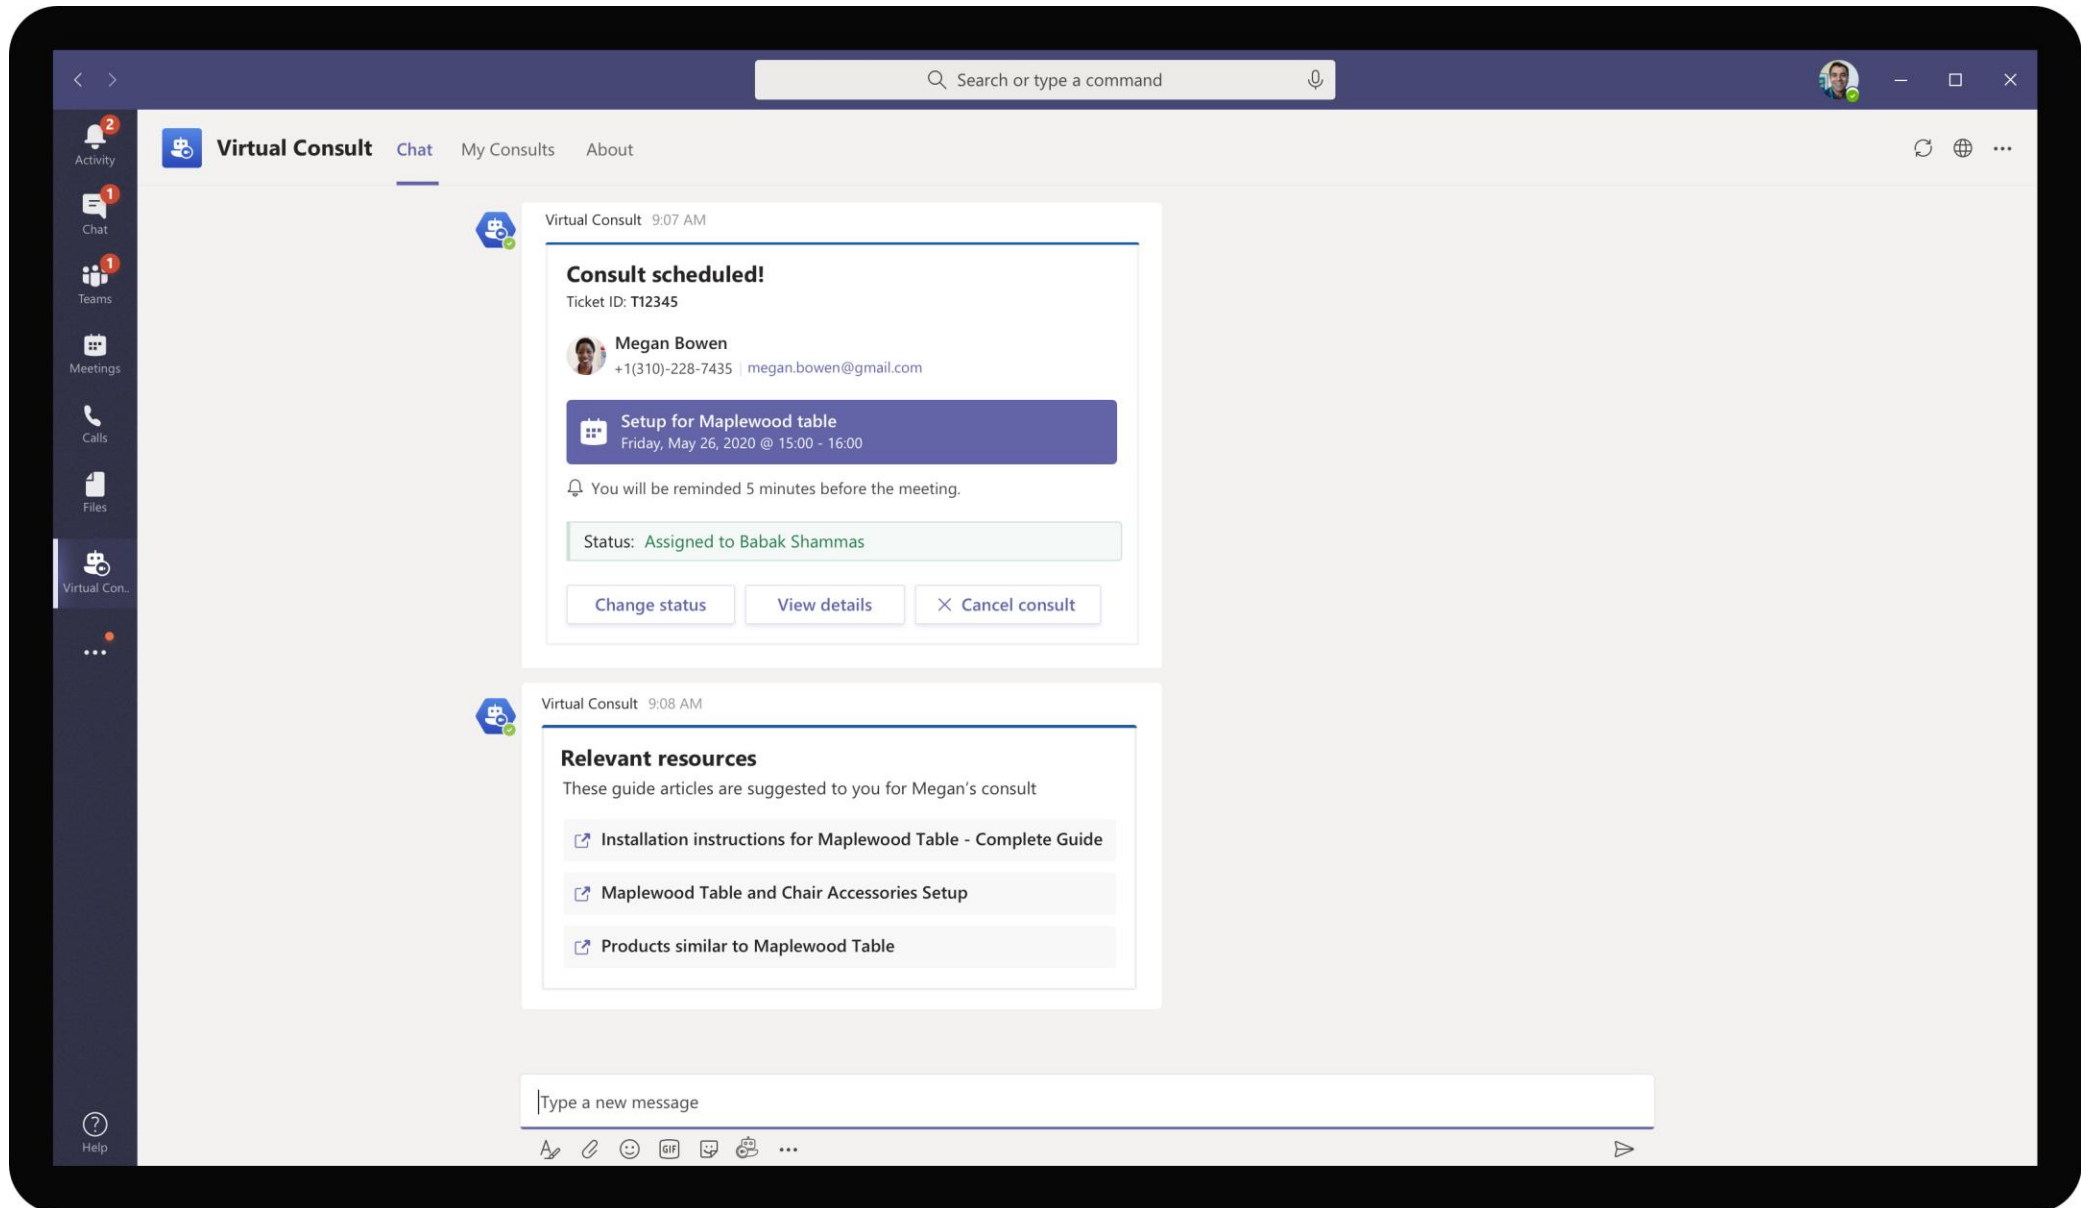 Search or type a command
2
Activity
1
Chat
1
Teams
Meetings
Calls
Files
Virtual Con..
Help
Virtual Consult Chat My Consults About
Virtual Consult 9:07 AM
Consult scheduled!
Ticket ID: T12345
Megan Bowen
+1(310)-228-7435 | megan.bowen@gmail.com
Setup for Maplewood table
Friday, May 26, 2020 @ 15:00 - 16:00
You will be reminded 5 minutes before the meeting.
Status: Assigned to Babak Shammas
Change status View details Cancel consult
Virtual Consult 9:08 AM
Relevant resources
These guide articles are suggested to you for Megan's consult
Installation instructions for Maplewood Table - Complete Guide
Maplewood Table and Chair Accessories Setup
Products similar to Maplewood Table
Type a new message
GIF